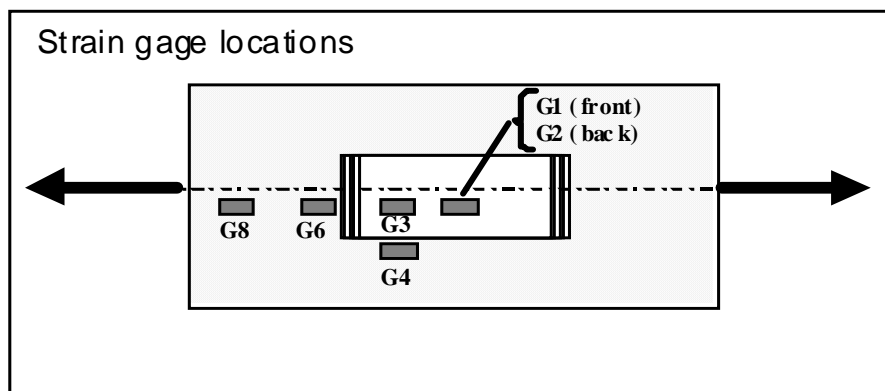 Strain gage locations
G1 (front)
G2 (back)
G8
G6
G3
G4